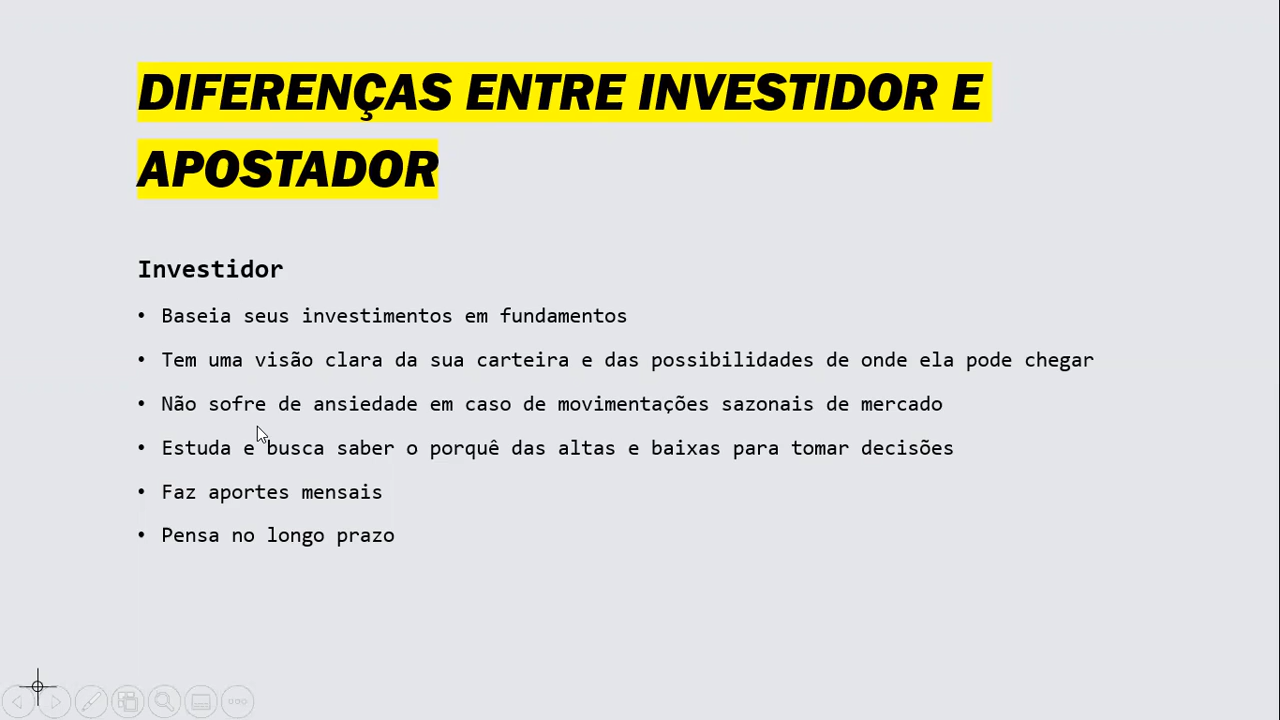 DIFERENÇAS ENTRE INVESTIDOR E
APOSTADOR
Investidor
• Baseia seus investimentos em fundamentos
• Tem uma visão clara da sua carteira e das possibilidades de onde ela pode chegar
• Não sofre de ansiedade em caso de movimentações sazonais de mercado
• Estuda e busca saber o porquê das altas e baixas para tomar decisões
• Faz aportes mensais
• Pensa no longo prazo